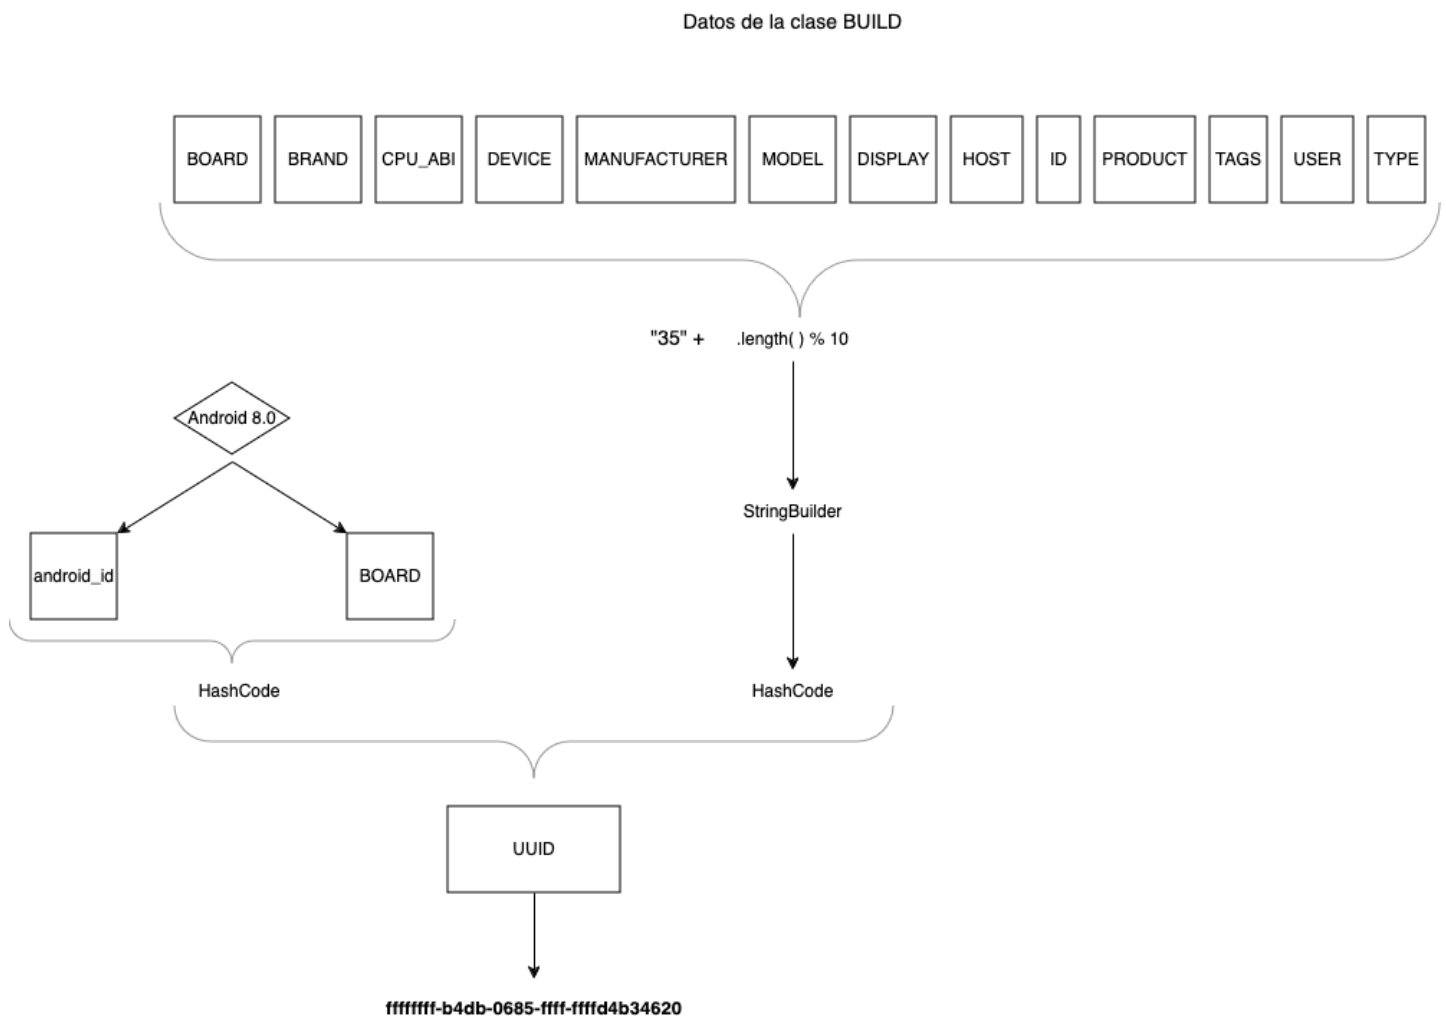 Datos de la clase BUILD
BOARD BRAND CPU_ABI DEVICE MANUFACTURER MODEL DISPLAY HOST ID PRODUCT TAGS USER TYPE
"35" + .length( ) % 10
Android 8.0
StringBuilder
android_id BOARD
HashCode HashCode
UUID
ffffffff-b4db-0685-ffff-ffffd4b34620